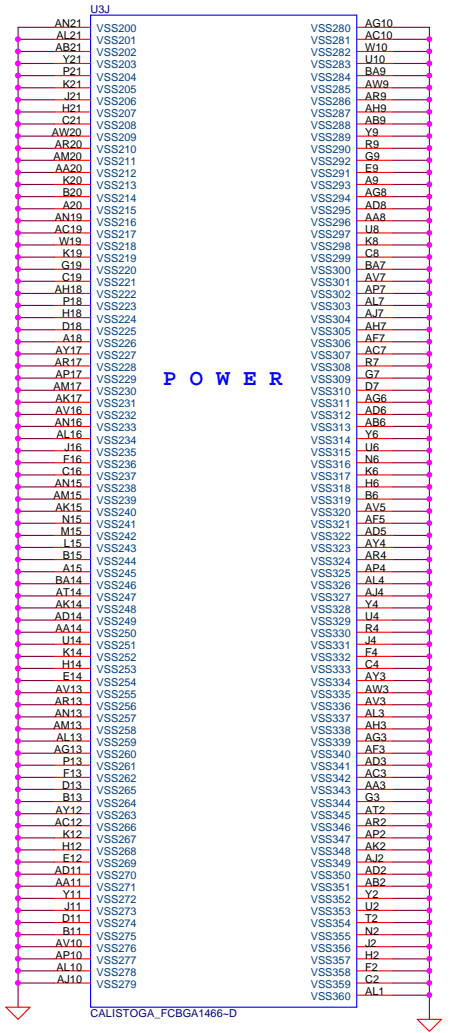 U3J
AN21 VSS200 VSS280 AG10
AL21 VSS201 VSS281 AC10
AB21 VSS202 VSS282 W10
Y21 VSS203 VSS283 U10
P21 VSS204 VSS284 BA9
K21 VSS205 VSS285 AW9
J21 VSS206 VSS286 AR9
H21 VSS207 VSS287 AH9
C21 VSS208 VSS288 AB9
AW20 VSS209 VSS289 Y9
AR20 VSS210 VSS290 R9
AM20 VSS211 VSS292 G9
AA20 VSS212 VSS291 E9
K20 VSS213 VSS293 A9
B20 VSS214 VSS294 AG8
A20 VSS215 VSS295 AD8
AN19 VSS216 VSS296 AA8
AC19 VSS217 VSS297 U8
W19 VSS218 VSS298 K8
K19 VSS219 VSS299 C8
G19 VSS220 VSS300 BA7
C19 VSS221 VSS301 AV7
AH18 VSS222 VSS302 AP7
P18 VSS223 VSS303 AL7
H18 VSS224 VSS304 AJ7
D18 VSS225 VSS305 AH7
A18 VSS226 VSS306 AF7
AY17 VSS227 VSS307 AC7
AR17 VSS228 VSS308 R7
AP17 VSS229 VSS309 G7
POWER
AM17 VSS230 VSS310 D7
AK17 VSS231 VSS311 AG6
AV16 VSS232 VSS312 AD6
AN16 VSS233 VSS313 AB6
AL16 VSS234 VSS314 Y6
J16 VSS235 VSS315 U6
F16 VSS236 VSS316 N6
C16 VSS237 VSS317 K6
AN15 VSS238 VSS318 H6
AM15 VSS239 VSS319 B6
AK15 VSS240 VSS320 AV5
N15 VSS241 VSS321 AF5
M15 VSS242 VSS322 AD5
L15 VSS243 VSS323 AY4
B15 VSS244 VSS324 AR4
A15 VSS245 VSS325 AP4
BA14 VSS246 VSS326 AL4
AT14 VSS247 VSS327 AJ4
AK14 VSS248 VSS328 Y4
AD14 VSS249 VSS329 U4
AA14 VSS250 VSS330 R4
U14 VSS251 VSS331 J4
K14 VSS252 VSS332 F4
H14 VSS253 VSS333 C4
E14 VSS254 VSS334 AY3
AV13 VSS255 VSS335 AW3
AR13 VSS256 VSS336 AV3
AN13 VSS257 VSS337 AL3
AM13 VSS258 VSS338 AH3
AL13 VSS259 VSS339 AG3
AG13 VSS260 VSS340 AF3
P13 VSS261 VSS341 AD3
F13 VSS262 VSS342 AC3
D13 VSS263 VSS343 AA3
B13 VSS264 VSS344 G3
AY12 VSS265 VSS345 AT2
AC12 VSS266 VSS346 AR2
K12 VSS267 VSS347 AP2
H12 VSS268 VSS348 AK2
E12 VSS269 VSS349 AJ2
AD11 VSS270 VSS350 AD2
AA11 VSS271 VSS351 AB2
Y11 VSS272 VSS352 Y2
J11 VSS273 VSS353 U2
D11 VSS274 VSS354 T2
B11 VSS275 VSS355 N2
AV10 VSS276 VSS356 J2
AP10 VSS277 VSS357 H2
AL10 VSS278 VSS358 F2
AJ10 VSS279 VSS359 C2
VSS360 AL1
CALISTOGA_FCBGA1466~D